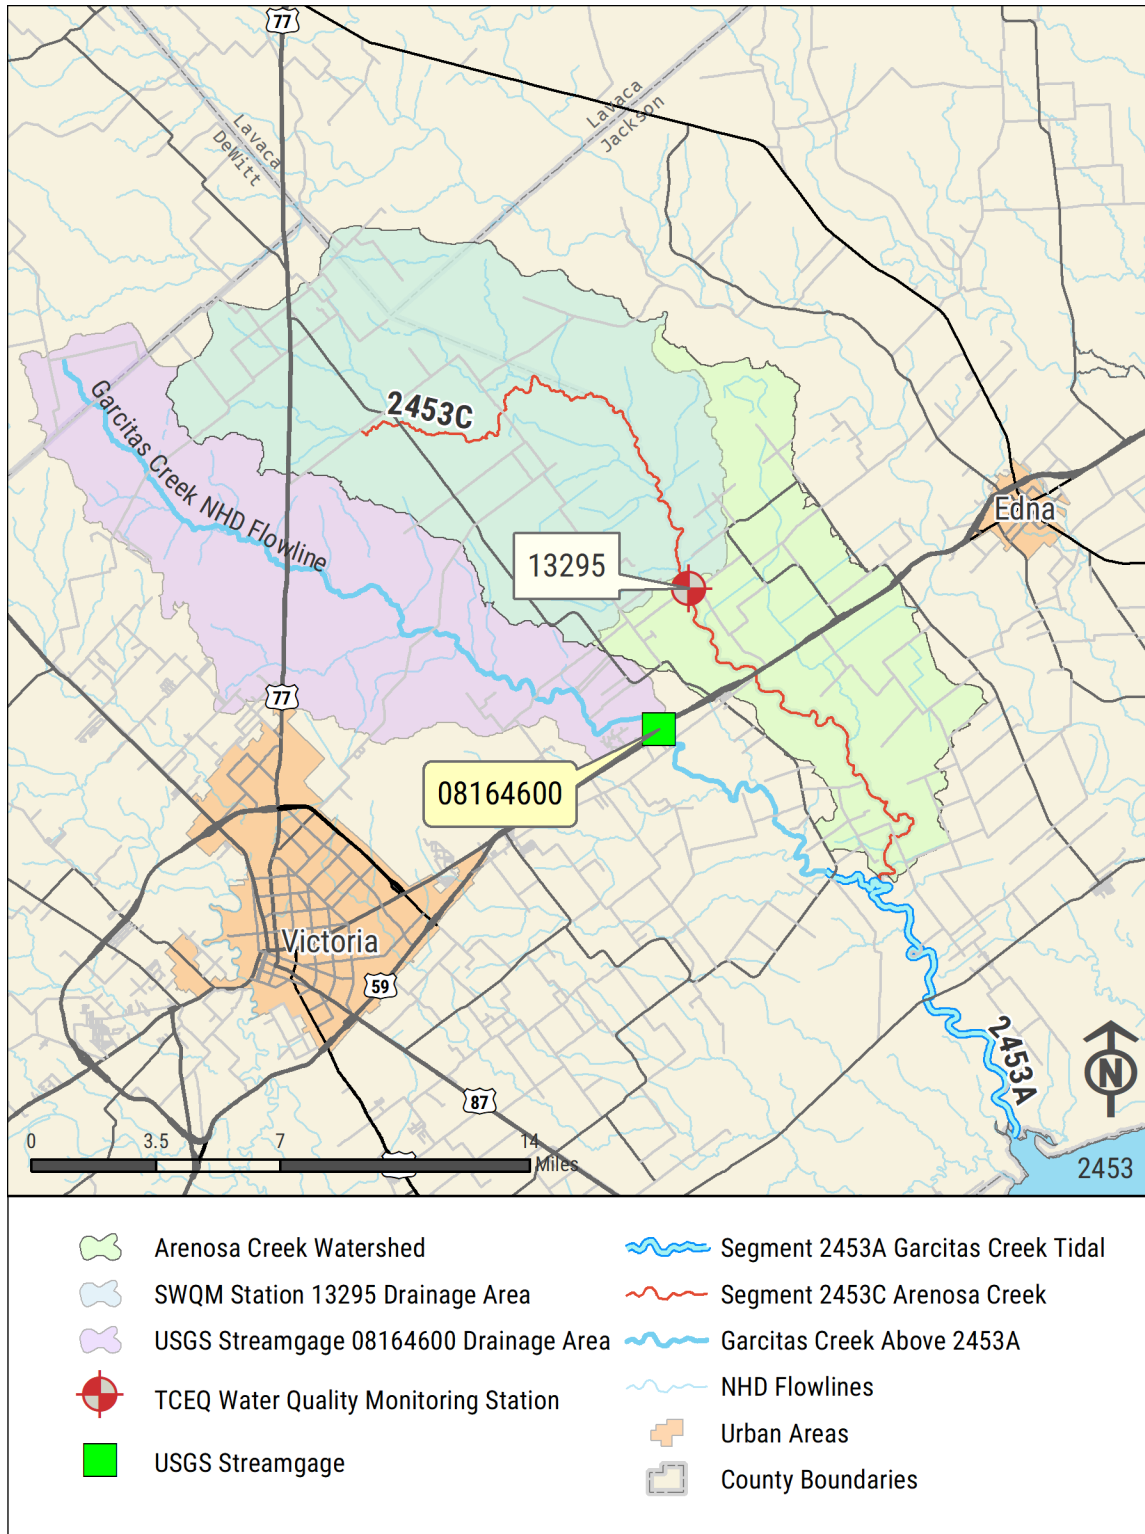 77
Lavaca
DeWitt
Lavaca
Jackson
2453C
Garcitas Creek NHD Flowline
Edna
13295
77
08164600
Victoria
59
2453A
N
87
0 3.5 7 14
Miles
2453
Arenosa Creek Watershed
SWQM Station 13295 Drainage Area
USGS Streamgage 08164600 Drainage Area
TCEQ Water Quality Monitoring Station
USGS Streamgage
Segment 2453A Garcitas Creek Tidal
Segment 2453C Arenosa Creek
Garcitas Creek Above 2453A
NHD Flowlines
Urban Areas
County Boundaries